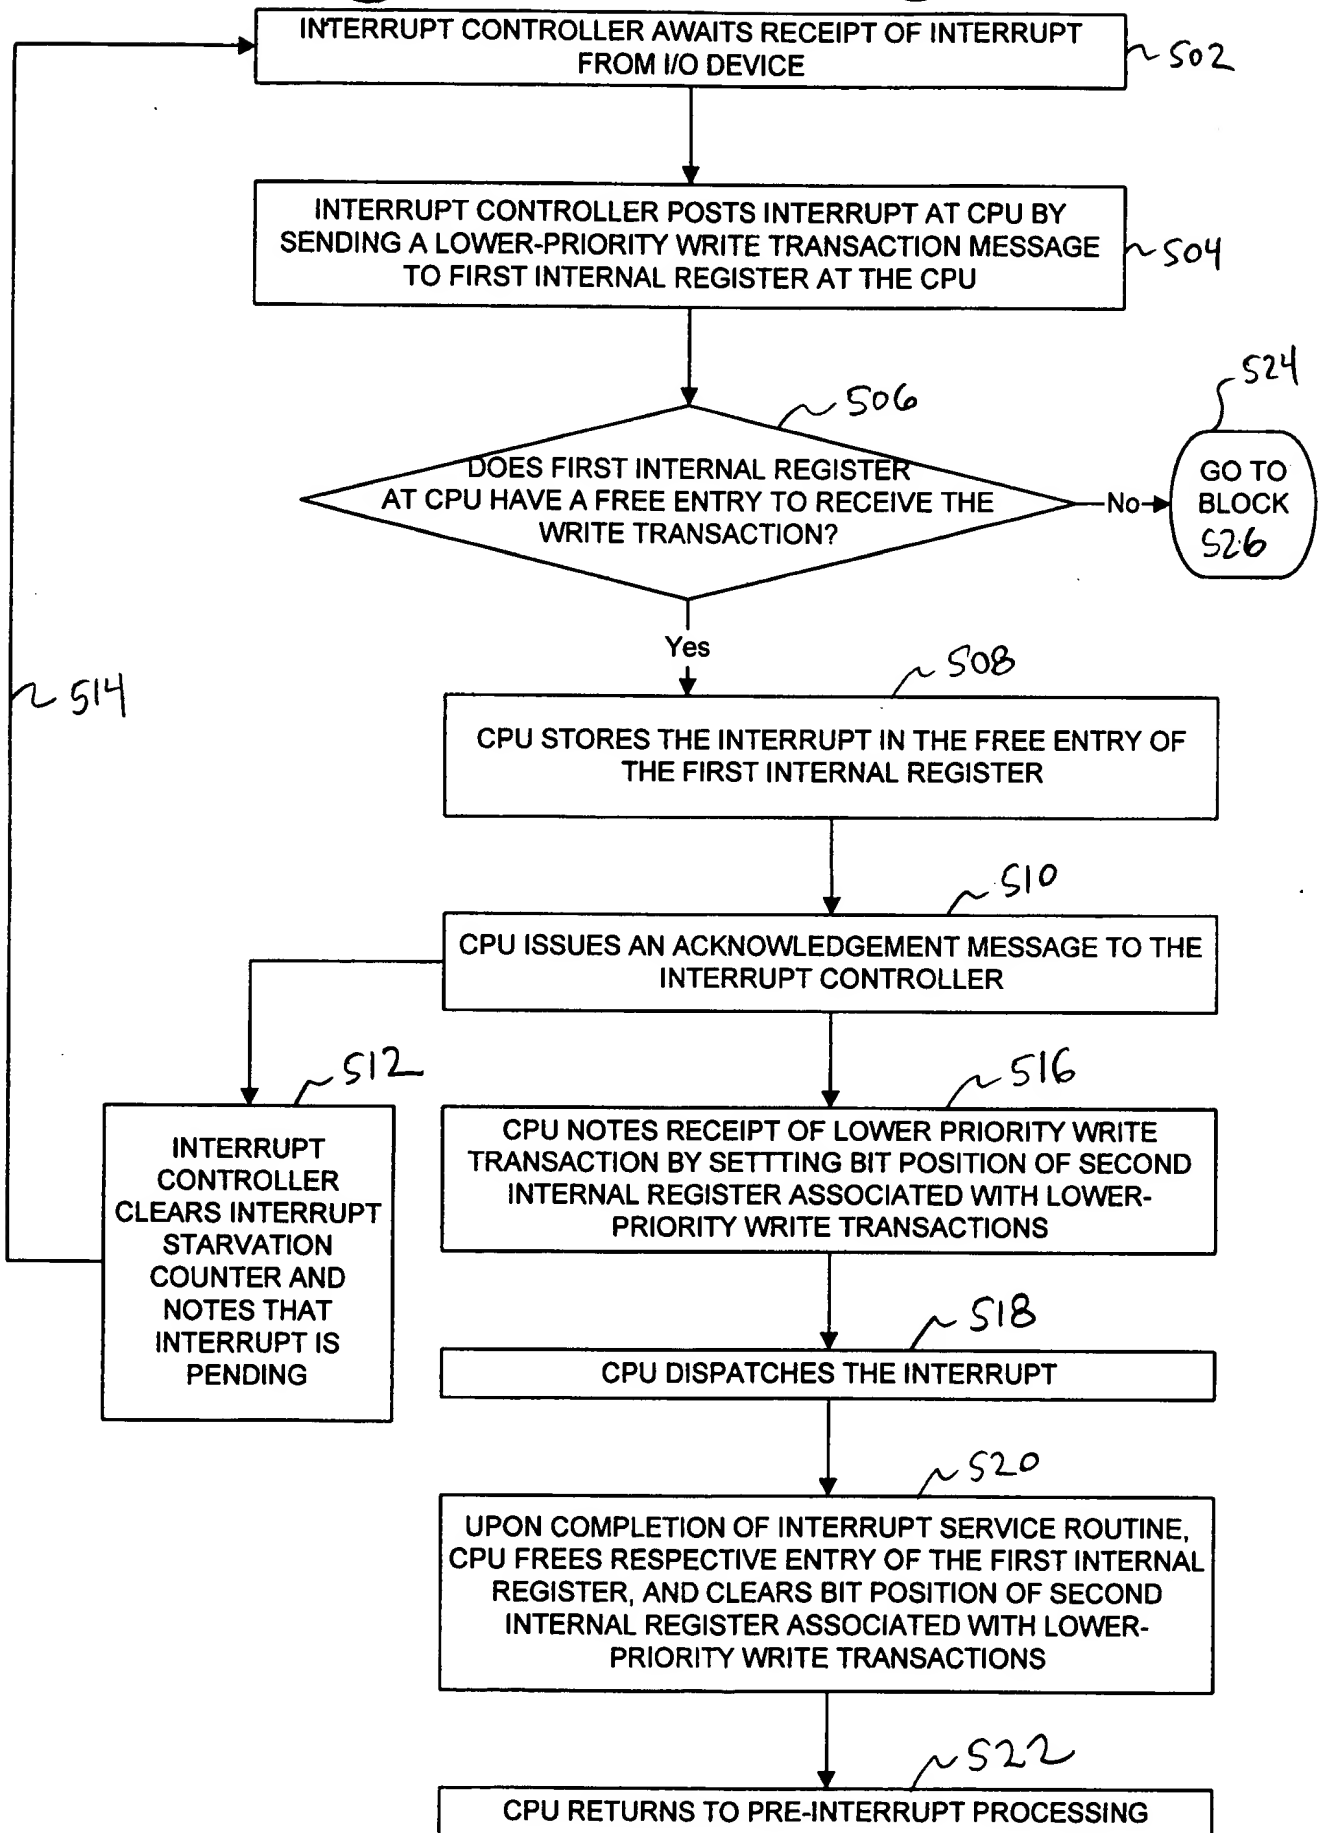 INTERRUPT CONTROLLER AWAITS RECEIPT OF INTERRUPT
FROM I/O DEVICE
502
INTERRUPT CONTROLLER POSTS INTERRUPT AT CPU BY
SENDING A LOWER-PRIORITY WRITE TRANSACTION MESSAGE
TO FIRST INTERNAL REGISTER AT THE CPU
504
506
DOES FIRST INTERNAL REGISTER
AT CPU HAVE A FREE ENTRY TO RECEIVE THE
WRITE TRANSACTION?
No
524
GO TO
BLOCK
526
Yes
508
CPU STORES THE INTERRUPT IN THE FREE ENTRY OF
THE FIRST INTERNAL REGISTER
514
510
CPU ISSUES AN ACKNOWLEDGEMENT MESSAGE TO THE
INTERRUPT CONTROLLER
512
INTERRUPT
CONTROLLER
CLEARS INTERRUPT
STARVATION
COUNTER AND
NOTES THAT
INTERRUPT IS
PENDING
516
CPU NOTES RECEIPT OF LOWER PRIORITY WRITE
TRANSACTION BY SETTTING BIT POSITION OF SECOND
INTERNAL REGISTER ASSOCIATED WITH LOWER-
PRIORITY WRITE TRANSACTIONS
518
CPU DISPATCHES THE INTERRUPT
520
UPON COMPLETION OF INTERRUPT SERVICE ROUTINE,
CPU FREES RESPECTIVE ENTRY OF THE FIRST INTERNAL
REGISTER, AND CLEARS BIT POSITION OF SECOND
INTERNAL REGISTER ASSOCIATED WITH LOWER-
PRIORITY WRITE TRANSACTIONS
522
CPU RETURNS TO PRE-INTERRUPT PROCESSING